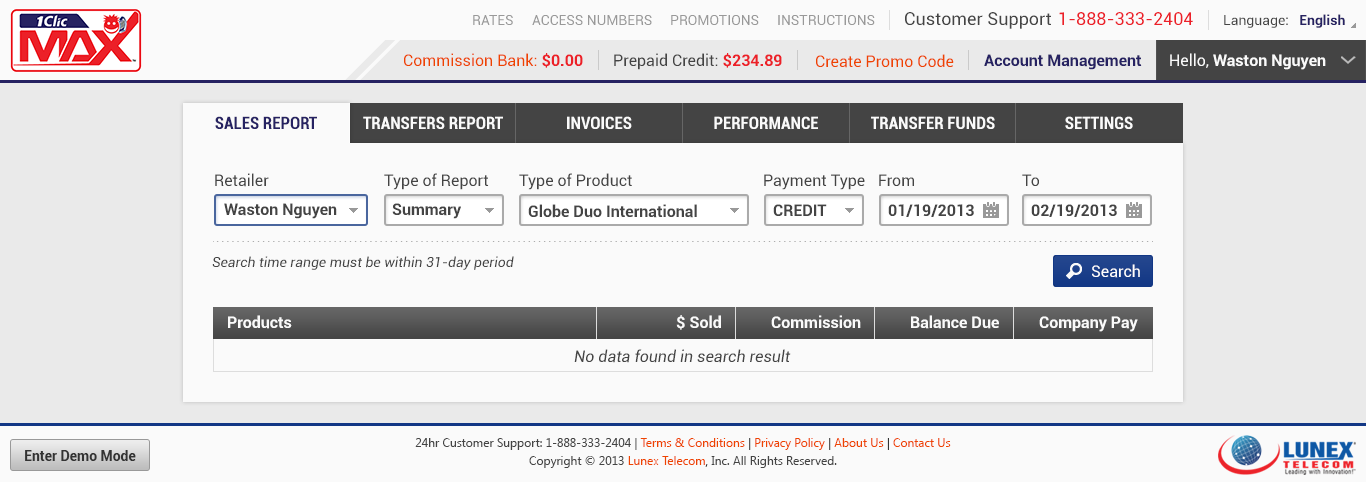 1Clic
MAX
RATES ACCESS NUMBERS PROMOTIONS INSTRUCTIONS Customer Support 1-888-333-2404 Language: English
Commission Bank: $0.00 Prepaid Credit: $234.89 Create Promo Code Account Management Hello, Waston Nguyen
SALES REPORT TRANSFERS REPORT INVOICES PERFORMANCE TRANSFER FUNDS SETTINGS
Retailer Type of Report Type of Product Payment Type From To
Waston Nguyen Summary Globe Duo International CREDIT 01/19/2013 02/19/2013
Search time range must be within 31-day period
Search
Products $ Sold Commission Balance Due Company Pay
No data found in search result
Enter Demo Mode
24hr Customer Support: 1-888-333-2404 | Terms & Conditions | Privacy Policy | About Us | Contact Us
Copyright © 2013 Lunex Telecom, Inc. All Rights Reserved.
LUNEX
TELECOM
Leading with Innovation!